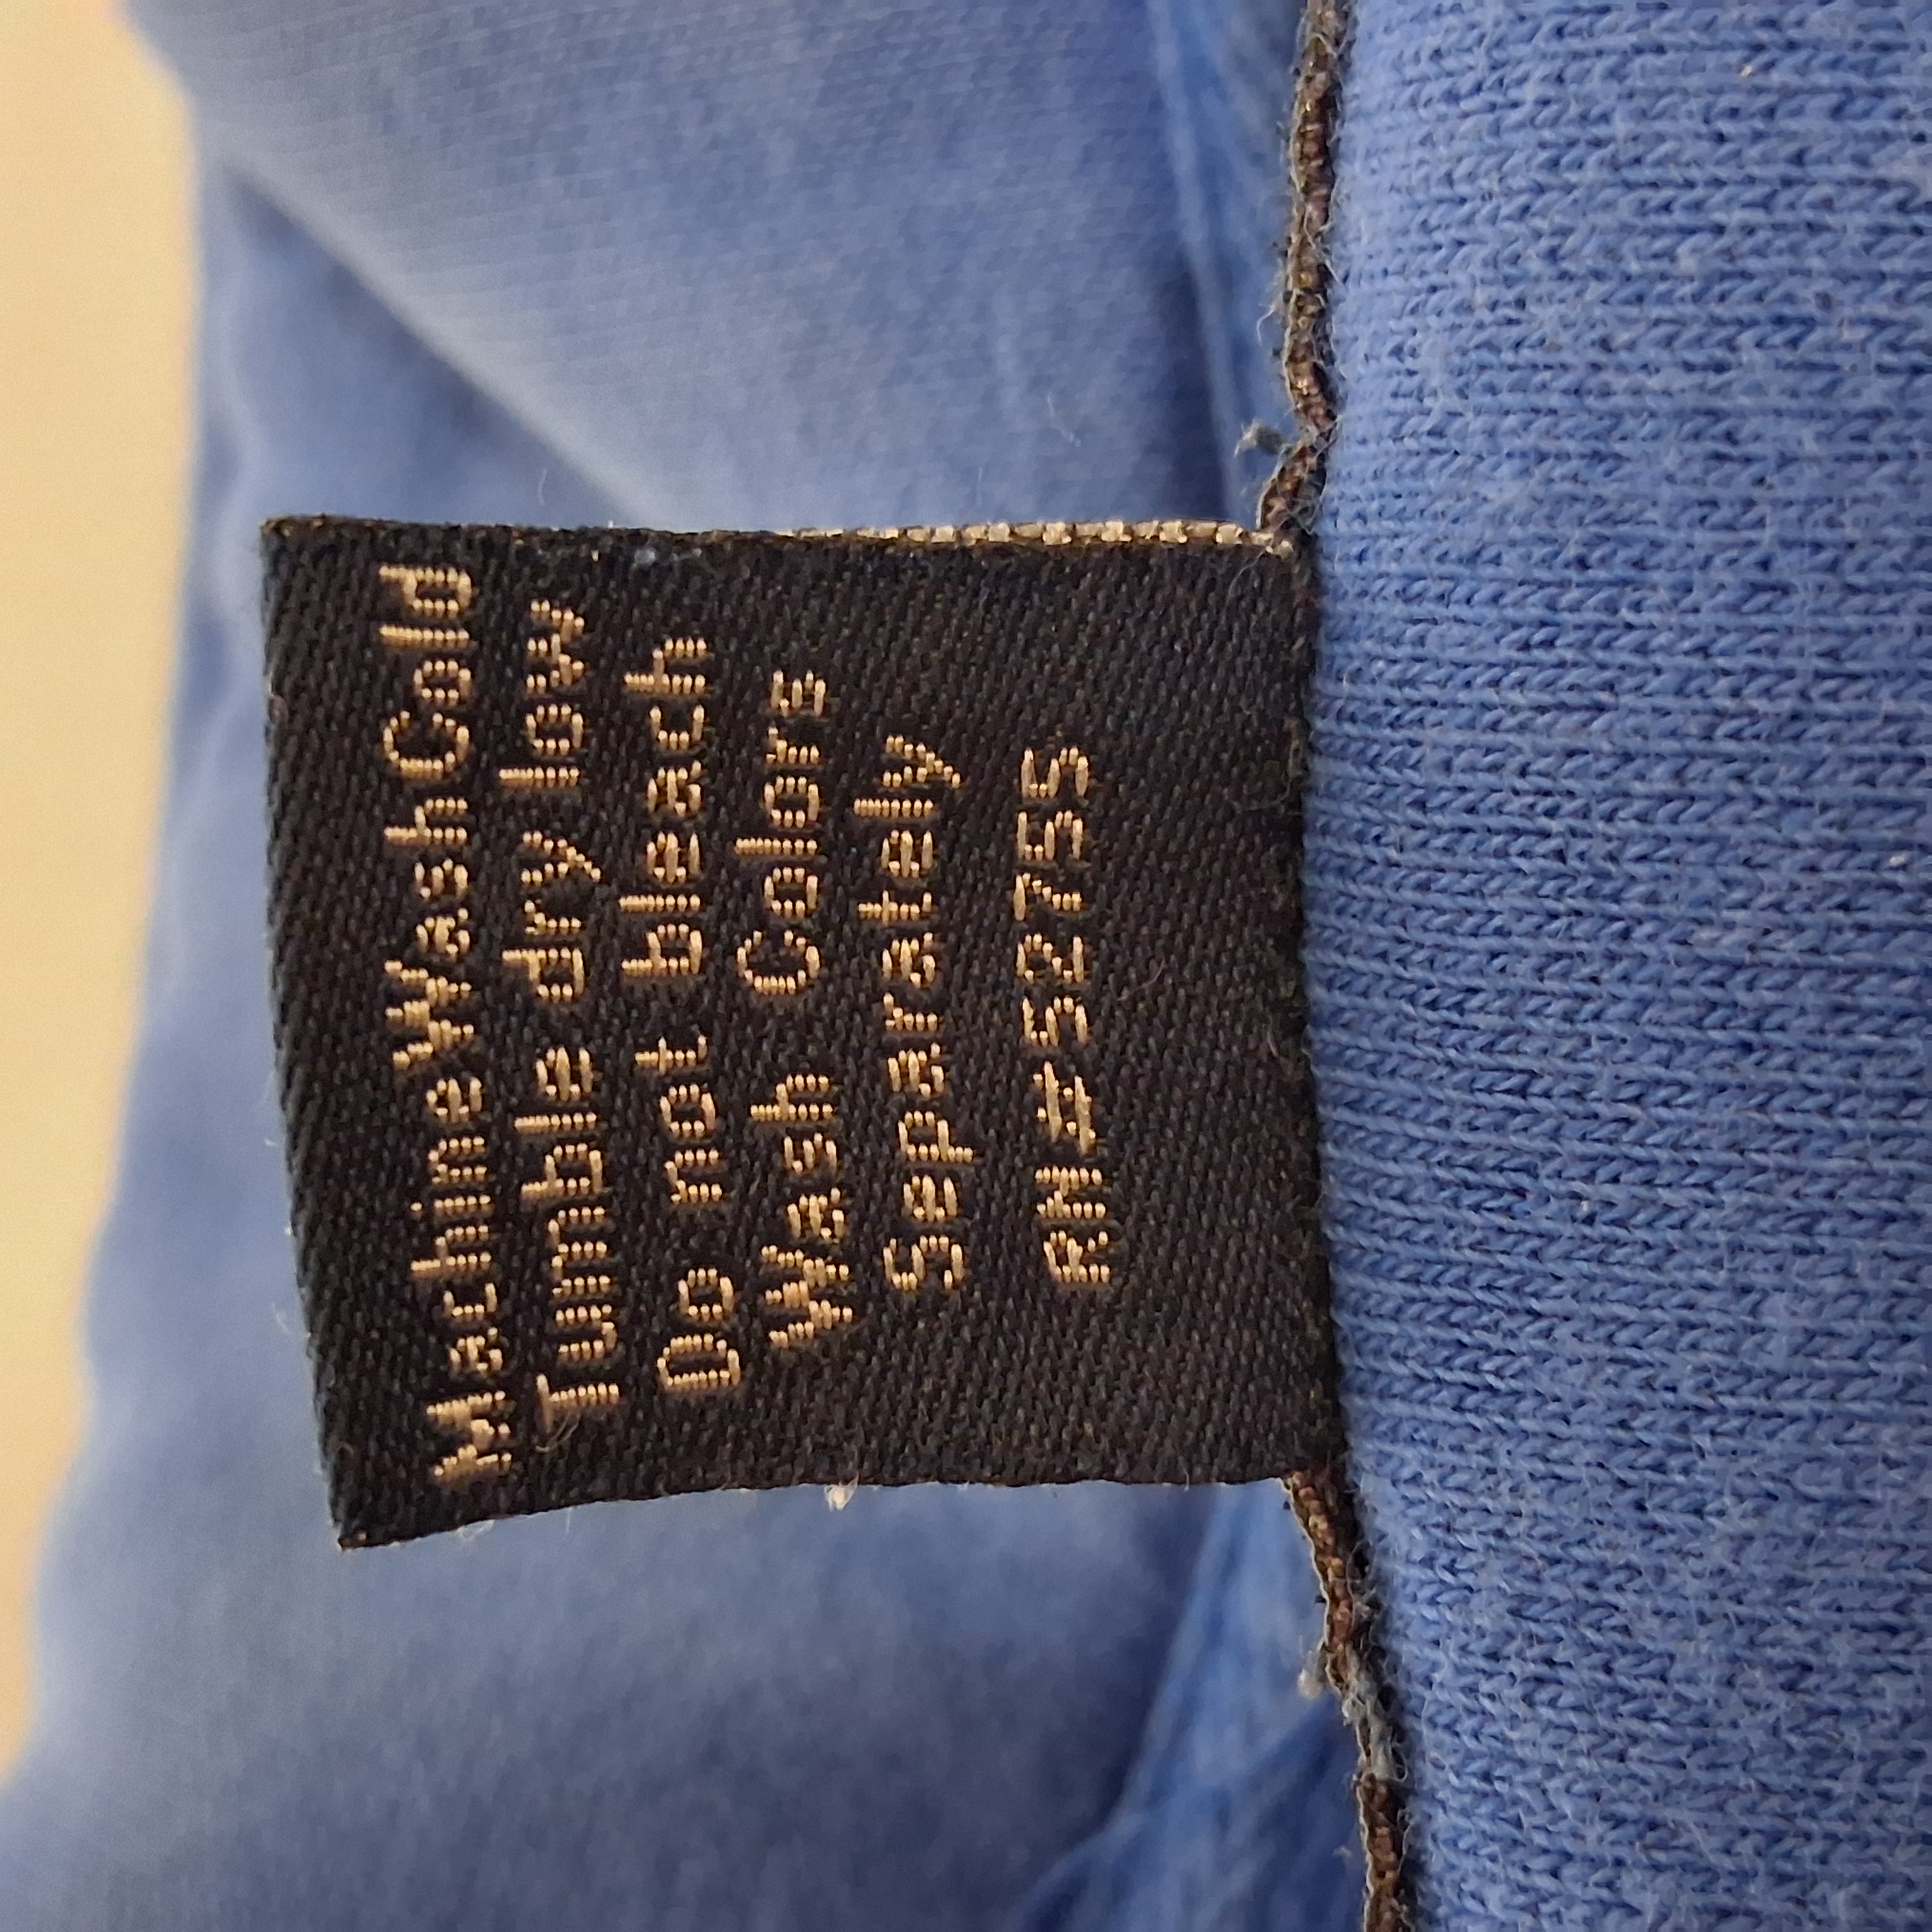 Machine Wash Cold
Tumble dry low
Do not bleach
Wash Colors
Separately
RN#52755